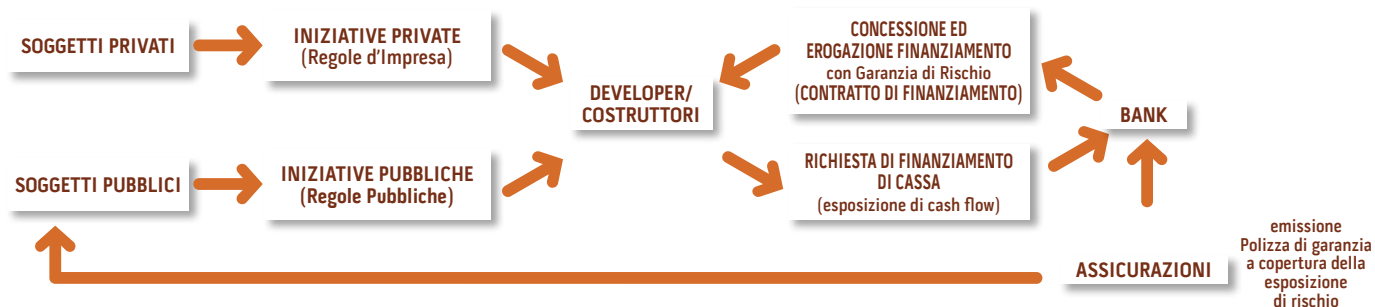 SOGGETTI PRIVATI
INIZIATIVE PRIVATE
(Regole d'Impresa)
SOGGETTI PUBBLICI
INIZIATIVE PUBBLICHE
(Regole Pubbliche)
DEVELOPER/
COSTRUTTORI
CONCESSIONE ED
EROGAZIONE FINANZIAMENTO
con Garanzia di Rischio
(CONTRATTO DI FINANZIAMENTO)
RICHIESTA DI FINANZIAMENTO
DI CASSA
(esposizione di cash flow)
BANK
ASSICURAZIONI
emissione
Polizza di garanzia
a copertura della
esposizione
di rischio